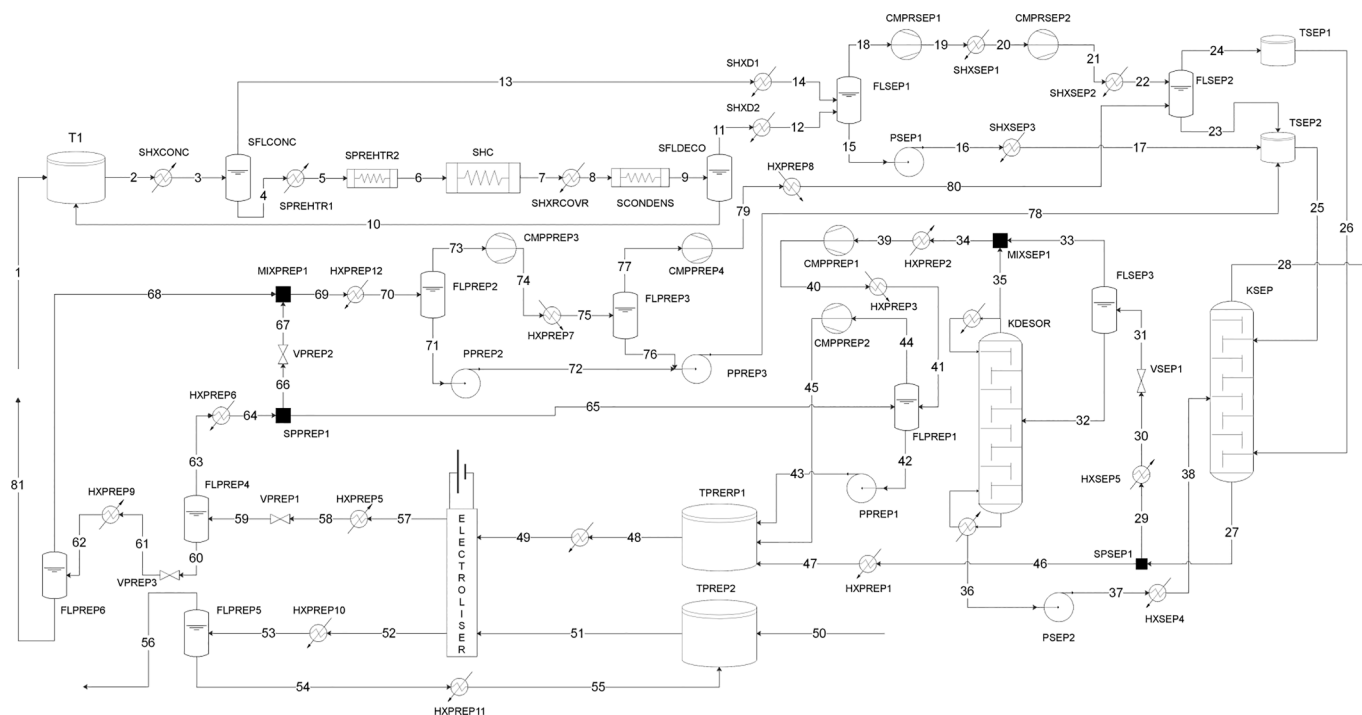 CMPRSEP1
CMPRSEP2
TSEP1
18
19
20
21
24
SHXSEP1
SHXD1
FLSEP1
SHXSEP2
22
FLSEP2
13
14
TSEP2
SHXD2
23
T1
SFLCONC
SPREHTR2
SHC
SFLDECO
11
12
15
PSEP1
SHXSEP3
16
17
SHXCONC
HXPREP8
2
3
4
5
6
7
8
9
80
SPREHTR1
SHXRCOVR
SCONDENS
79
78
25
26
10
CMPPREP3
CMPPREP1
39
34
MIXSEP1
33
28
1
73
CMPPREP4
HXPREP2
FLSEP3
KSEP
MIXPREP1
HXPREP12
FLPREP2
74
77
FLPREP3
40
HXPREP3
35
68
69
70
HXPREP7
75
KDESOR
31
67
CMPPREP2
44
41
VPREP2
71
PPREP2
72
76
PPREP3
45
VSEP1
66
HXPREP6
64
65
FLPREP1
32
30
38
SPPREP1
63
42
43
HXSEP5
81
HXPREP9
FLPREP4
VPREP1
HXPREP5
PPREP1
59
58
57
ELECTROLISER
TPRERP1
29
27
62
61
60
49
48
47
46
SPSEP1
VPREP3
HXPREP1
FLPREP6
FLPREP5
HXPREP10
TPREP2
36
37
PSEP2
HXSEP4
56
53
52
51
50
54
55
HXPREP11